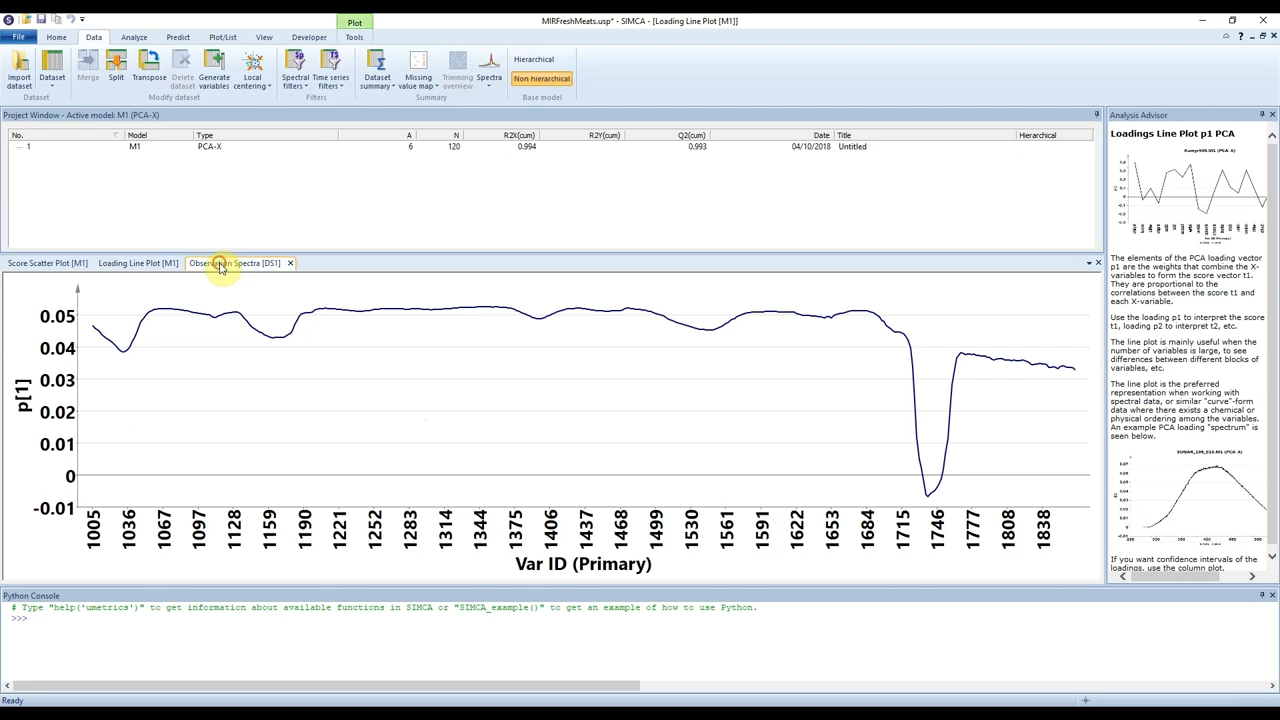 MIRFreshMeats.usp* - SIMCA - [Loading Line Plot [M1]]
Plot
File Home Data Analyze Predict Plot/List View Developer Tools
Import dataset
Dataset
Merge
Split
Transpose
Delete dataset
Generate variables
Local centering
Spectral filters
Time series filters
Dataset summary
Missing value map
Trimming overview
Spectra
Hierarchical
Non hierarchical
Dataset Modify dataset Filters Summary Base model
Project Window - Active model: M1 (PCA-X)
No. Model Type A N R2X(cum) R2Y(cum) Q2(cum) Date Title Hierarchical
1 M1 PCA-X 6 120 0.994 0.993 04/10/2018 Untitled
Score Scatter Plot [M1] Loading Line Plot [M1] Observation Spectra [DS1]
0.05
0.04
0.03
0.02
0.01
0
-0.01
p[1]
1005 1036 1067 1097 1128 1159 1190 1221 1252 1283 1314 1344 1375 1406 1437 1468 1499 1530 1561 1591 1622 1653 1684 1715 1746 1777 1808 1838
Var ID (Primary)
Analysis Advisor
Loadings Line Plot p1 PCA
The elements of the PCA loading vector
p1 are the weights that combine the X-
variables to form the score vector t1.
They are proportional to the
correlations between the score t1 and
each X-variable.
Use the loading p1 to interpret the score
t1, loading p2 to interpret t2, etc.
The line plot is mainly useful when the
number of variables is large, to see
differences between different blocks of
variables, etc.
The line plot is the preferred
representation when working with
spectral data, or similar "curve"-form
data where there exists a chemical or
physical ordering among the variables.
An example PCA loading "spectrum" is
seen below.
If you want confidence intervals of the
loadings, use the column plot.
Python Console
# Type "help('umetrics')" to get information about available functions in SIMCA or "SIMCA_example()" to get an example of how to use Python.
>>>
Ready